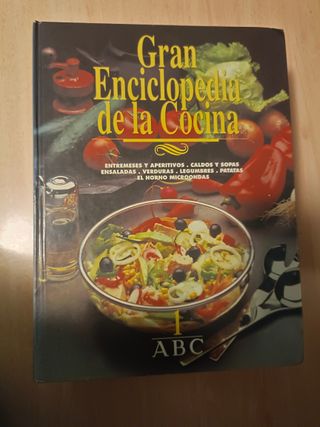 Gran
Enciclopedia
de la Cocina
ENTREMESES Y APERITIVOS . CALDOS Y SOPAS
ENSALADAS . VERDURAS . LEGUMBRES . PATATAS
EL HORNO MICROONDAS
1
ABC